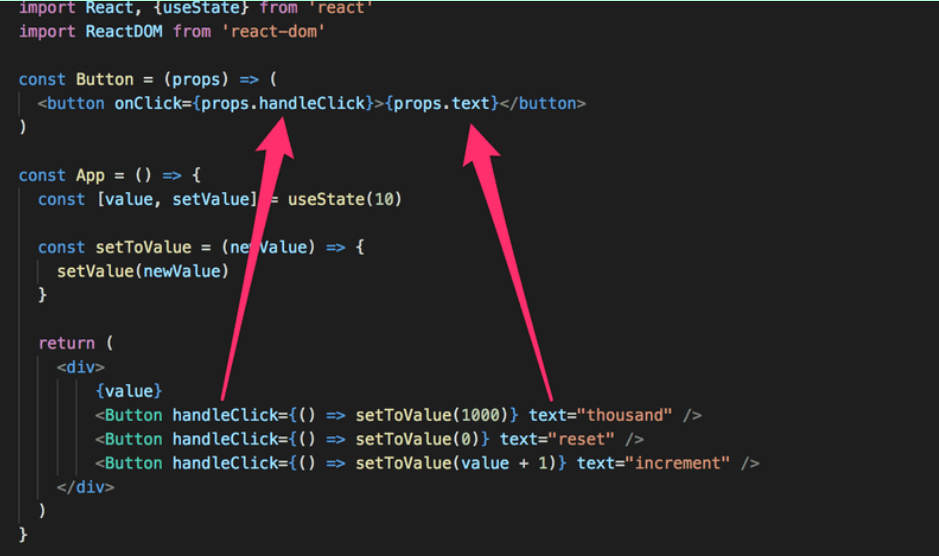 import React, {useState} from 'react'
import ReactDOM from 'react-dom'
const Button = (props) => (
<button onClick={props.handleClick}>{props.text}</button>
)
const App = () => {
const [value, setValue] = useState(10)
const setToValue = (newValue) => {
setValue(newValue)
}
return (
<div>
{value}
<Button handleClick={() => setToValue(1000)} text="thousand" />
<Button handleClick={() => setToValue(0)} text="reset" />
<Button handleClick={() => setToValue(value + 1)} text="increment" />
</div>
)
}